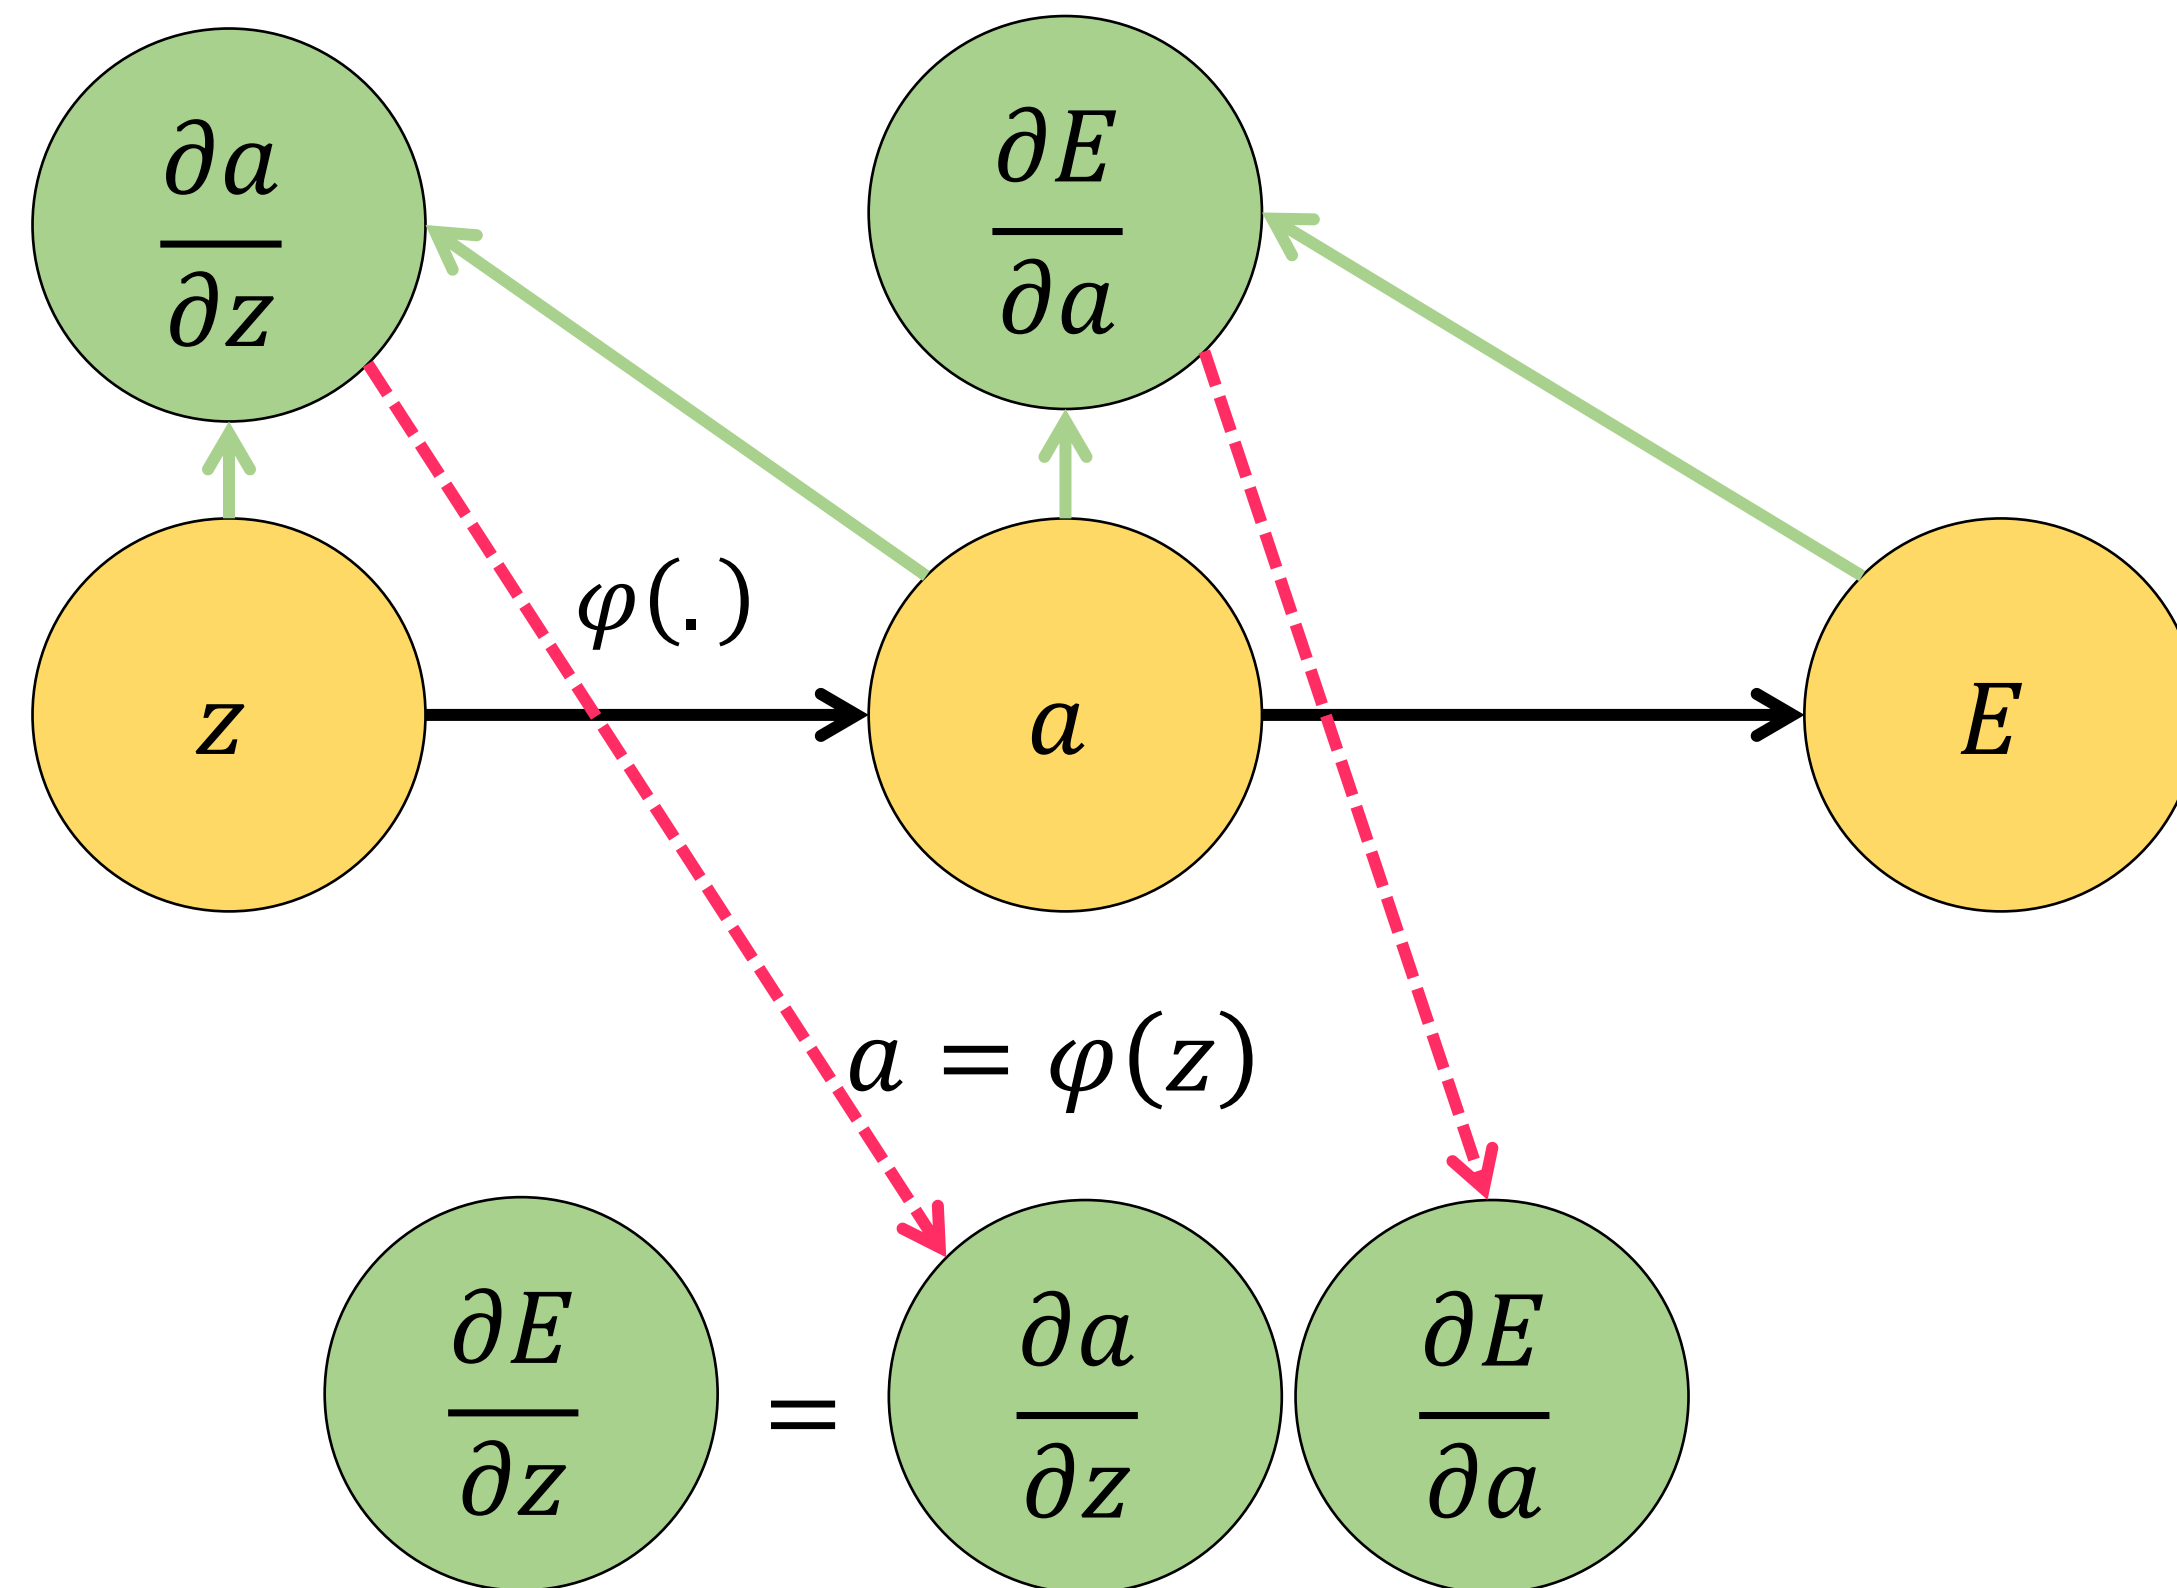 ∂a/∂z
∂E/∂a
φ(.)
z
a
E
a = φ(z)
∂E/∂z = ∂a/∂z ∂E/∂a